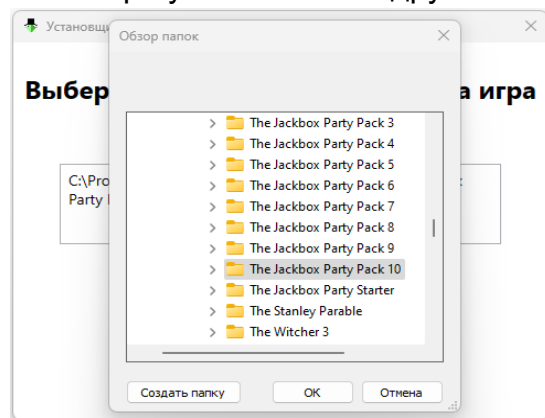 Установщи
Обзор папок
Выбер
а игра
The Jackbox Party Pack 3
The Jackbox Party Pack 4
The Jackbox Party Pack 5
C:\Pro
The Jackbox Party Pack 6
Party
The Jackbox Party Pack 7
The Jackbox Party Pack 8
The Jackbox Party Pack 9
The Jackbox Party Pack 10
The Jackbox Party Starter
The Stanley Parable
The Witcher 3
Создать папку
ОК
Отмена